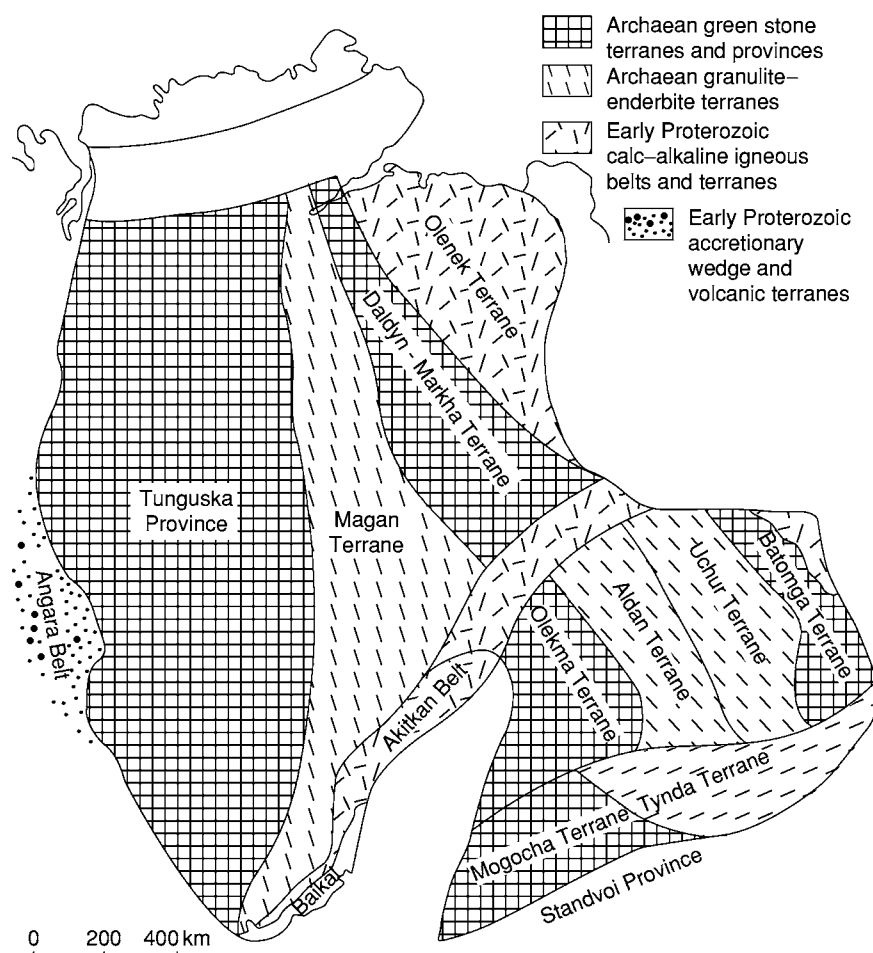 Archaean green stone
terranes and provinces
Archaean granulite–
enderbite terranes
Early Proterozoic
calc–alkaline igneous
belts and terranes
Early Proterozoic
accretionary
wedge and
volcanic terranes
Olenek Terrane
Daldyn - Markha Terrane
Tunguska
Province
Magan
Terrane
Angara Belt
Akitkan Belt
Olekma Terrane
Aldan Terrane
Uchur Terrane
Batomga Terrane
Mogocha Terrane
Tynda Terrane
Standvoi Province
Baikal
0 200 400 km